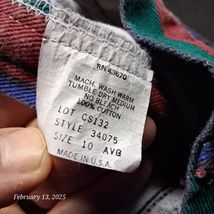 RN 43670
MACH. WASH WARM
TUMBLE DRY MEDIUM
NO BLEACH
100% COTTON
LOT CS132
STYLE 34075
SIZE 10 AVG
MADE IN U.S.A.
February 13, 2025